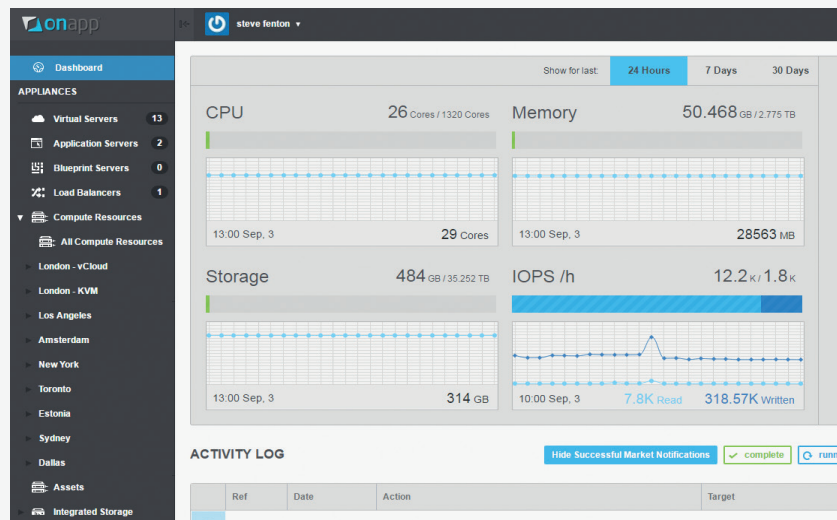 onapp
steve fenton
Dashboard
APPLIANCES
Virtual Servers 13
Application Servers 2
Blueprint Servers 0
Load Balancers 1
Compute Resources
All Compute Resources
London - vCloud
London - KVM
Los Angeles
Amsterdam
New York
Toronto
Estonia
Sydney
Dallas
Assets
Integrated Storage
Show for last: 24 Hours 7 Days 30 Days
CPU 26 Cores / 1320 Cores
13:00 Sep, 3 29 Cores
Memory 50.468 GB / 2.775 TB
13:00 Sep, 3 28563 MB
Storage 484 GB / 35.252 TB
13:00 Sep, 3 314 GB
IOPS /h 12.2 K / 1.8 K
10:00 Sep, 3 7.8K Read 318.57K Written
ACTIVITY LOG
Hide Successful Market Notifications complete runn
Ref Date Action Target